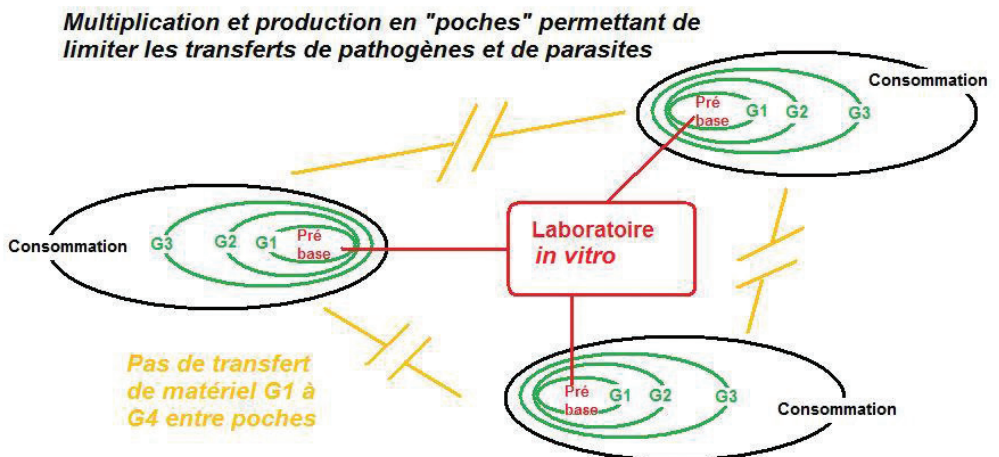 Multiplication et production en "poches" permettant de
limiter les transferts de pathogènes et de parasites
Consommation
Pré
base
G1
G2
G3
Laboratoire
in vitro
Consommation
G3
G2
G1
Pré
base
Pas de transfert
de matériel G1 à
G4 entre poches
Pré
base
G1
G2
G3
Consommation